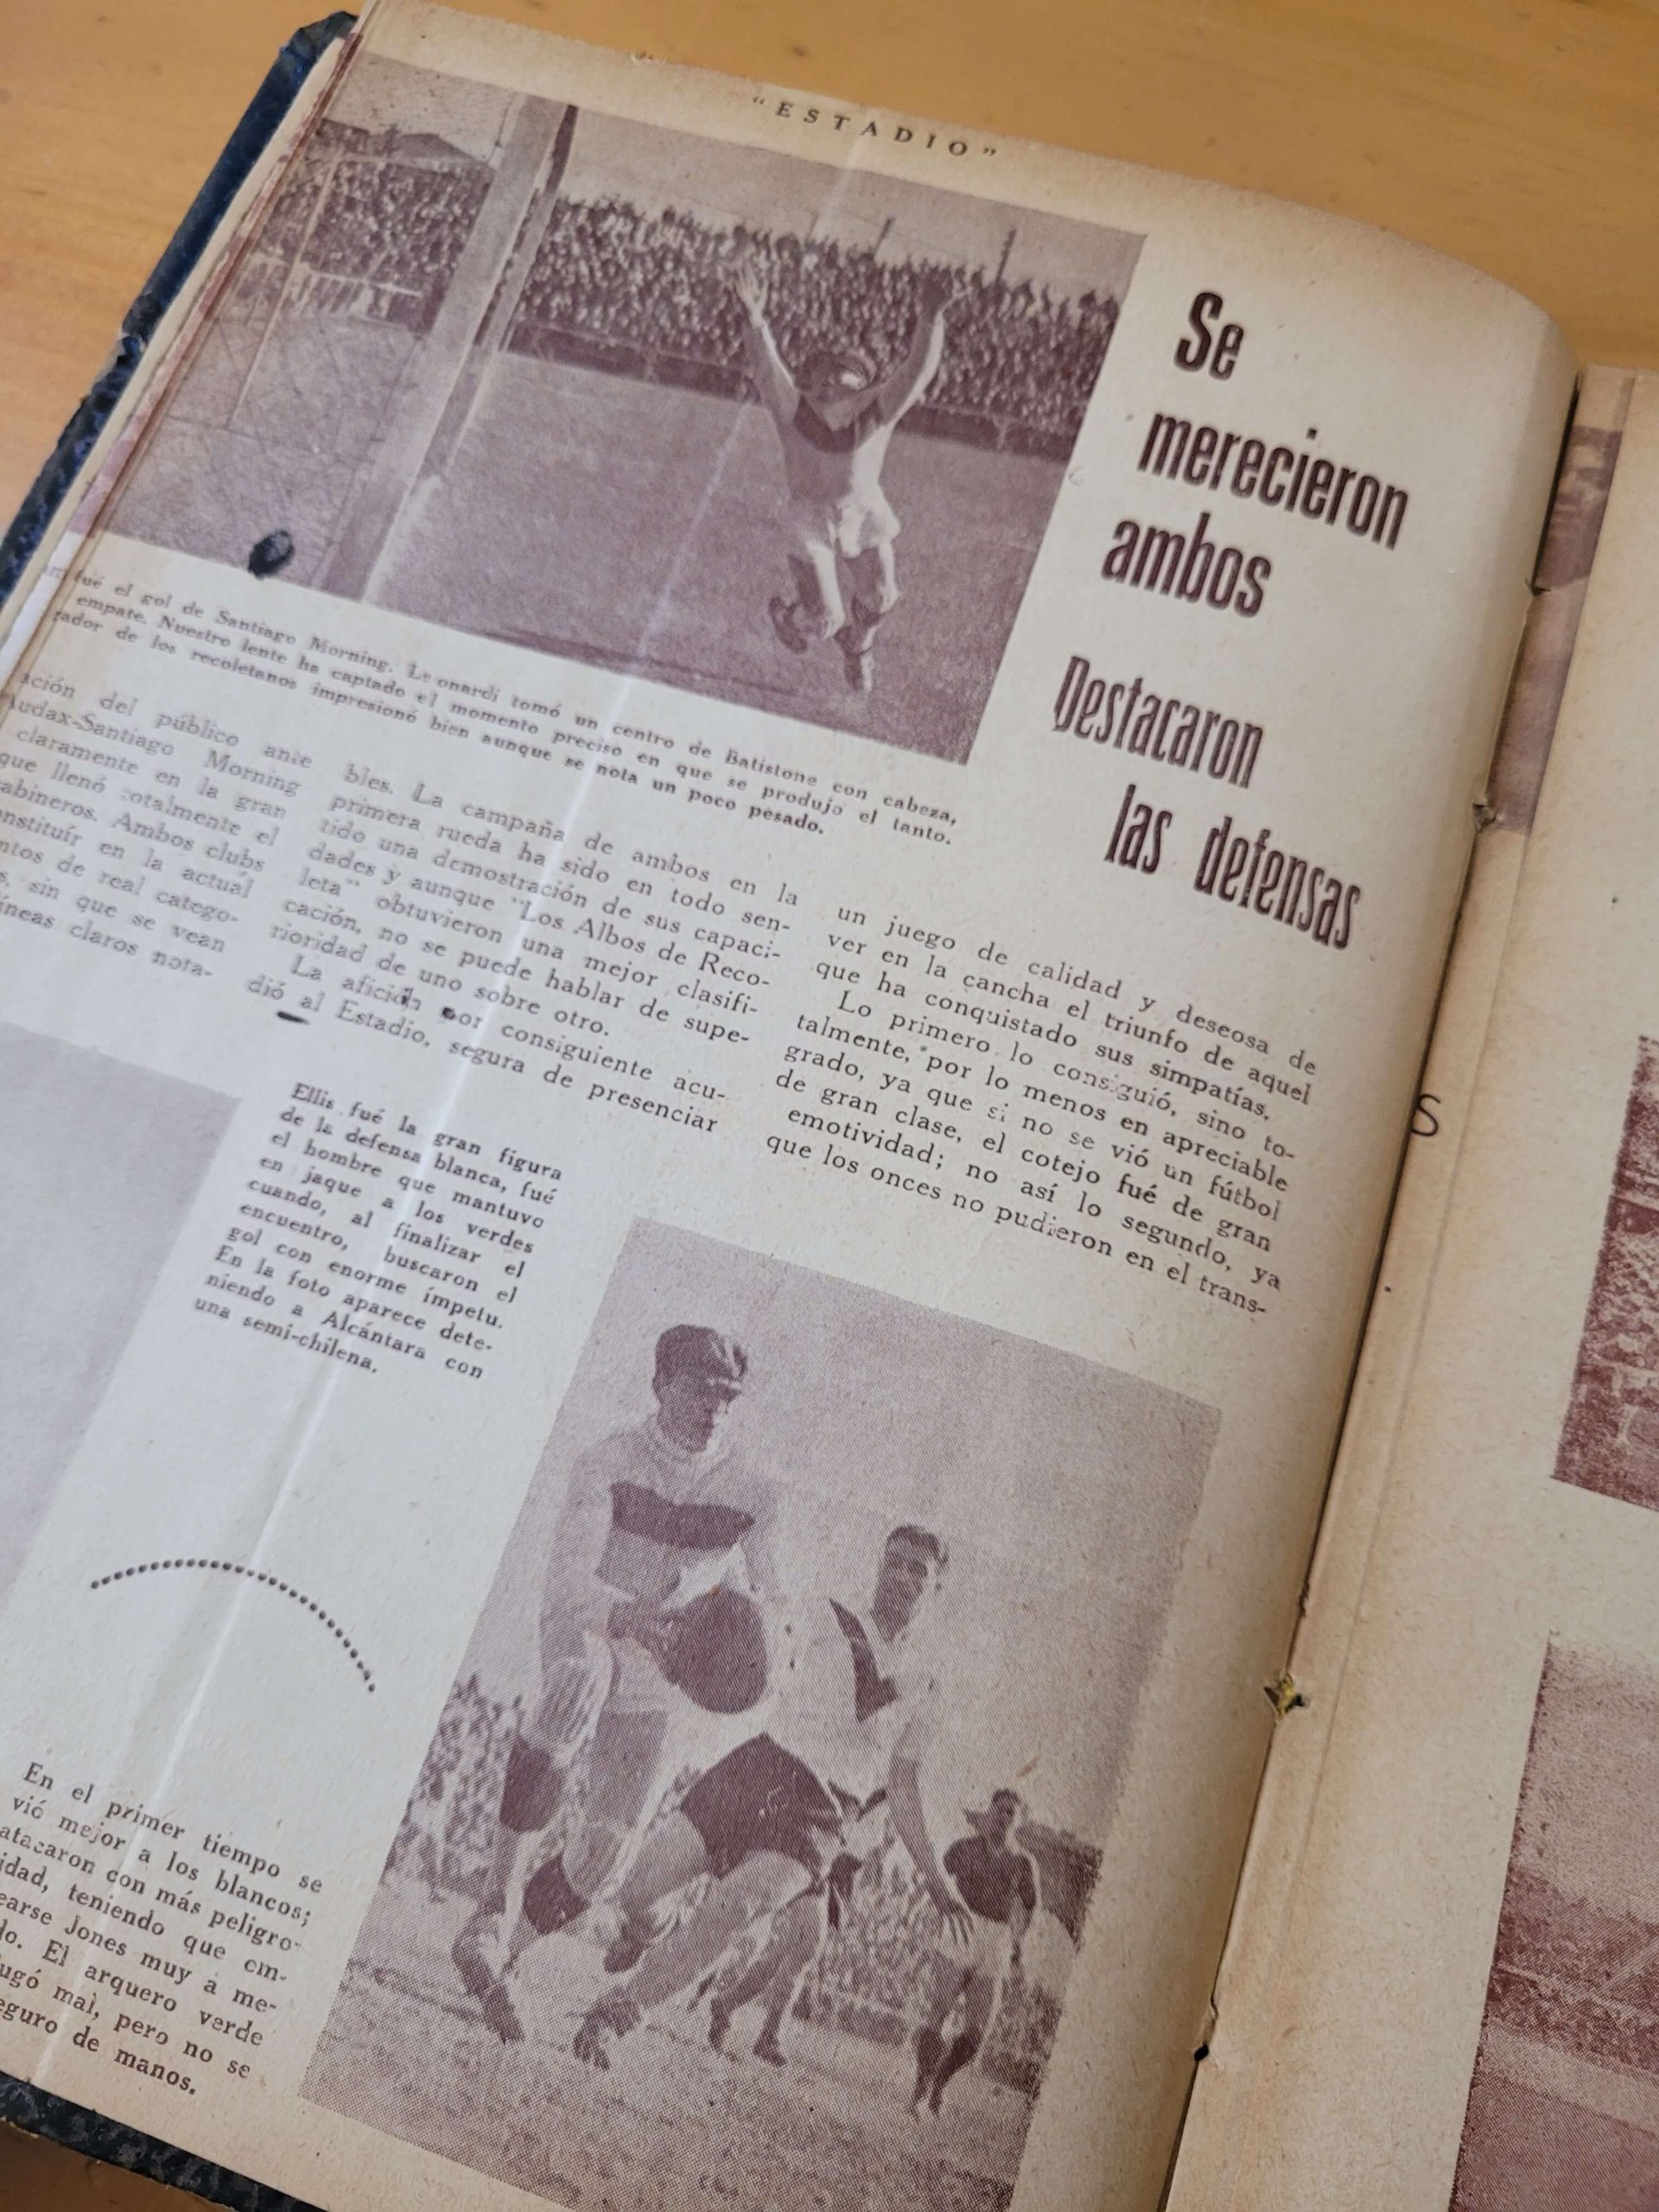 "ESTADIO"
Se
merecieron
ambos
Destacaron
las defensas
fué el gol de Santiago Morning. Leonardi tomó un centro de Batistone con cabeza,
empate. Nuestro lente ha captado el momento preciso en que se produjo el tanto.
zador de los recoletanos impresionó bien aunque se nota un poco pesado.
ación del público ante
Audax-Santiago Morning
claramente en la gran
que llenó totalmente el
rabineros. Ambos clubs
nstituír en la actual
ntos de real catego-
s, sin que se vean
íneas claros nota-
bles. La campaña de ambos en la
primera rueda ha sido en todo sen-
tido una demostración de sus capaci-
dades y aunque "Los Albos de Reco-
leta" obtuvieron una mejor clasifi-
cación, no se puede hablar de supe-
rioridad de uno sobre otro.
La afición por consiguiente acu-
dió al Estadio, segura de presenciar
un juego de calidad y deseosa de
ver en la cancha el triunfo de aquel
que ha conquistado sus simpatías.
Lo primero lo consiguió, sino to-
talmente, por lo menos en apreciable
grado, ya que si no se vió un fútbol
de gran clase, el cotejo fué de gran
emotividad; no así lo segundo, ya
que los onces no pudieron en el trans-
Ellis fué la gran figura
de la defensa blanca, fué
el hombre que mantuvo
en jaque a los verdes
cuando, al finalizar el
encuentro, buscaron el
gol con enorme ímpetu.
En la foto aparece dete-
niendo a Alcántara con
una semi-chilena.
En el primer tiempo se
vió mejor a los blancos;
atacaron con más peligro-
idad, teniendo que em-
earse Jones muy a me-
do. El arquero verde
ugó mal, pero no se
eguro de manos.
S